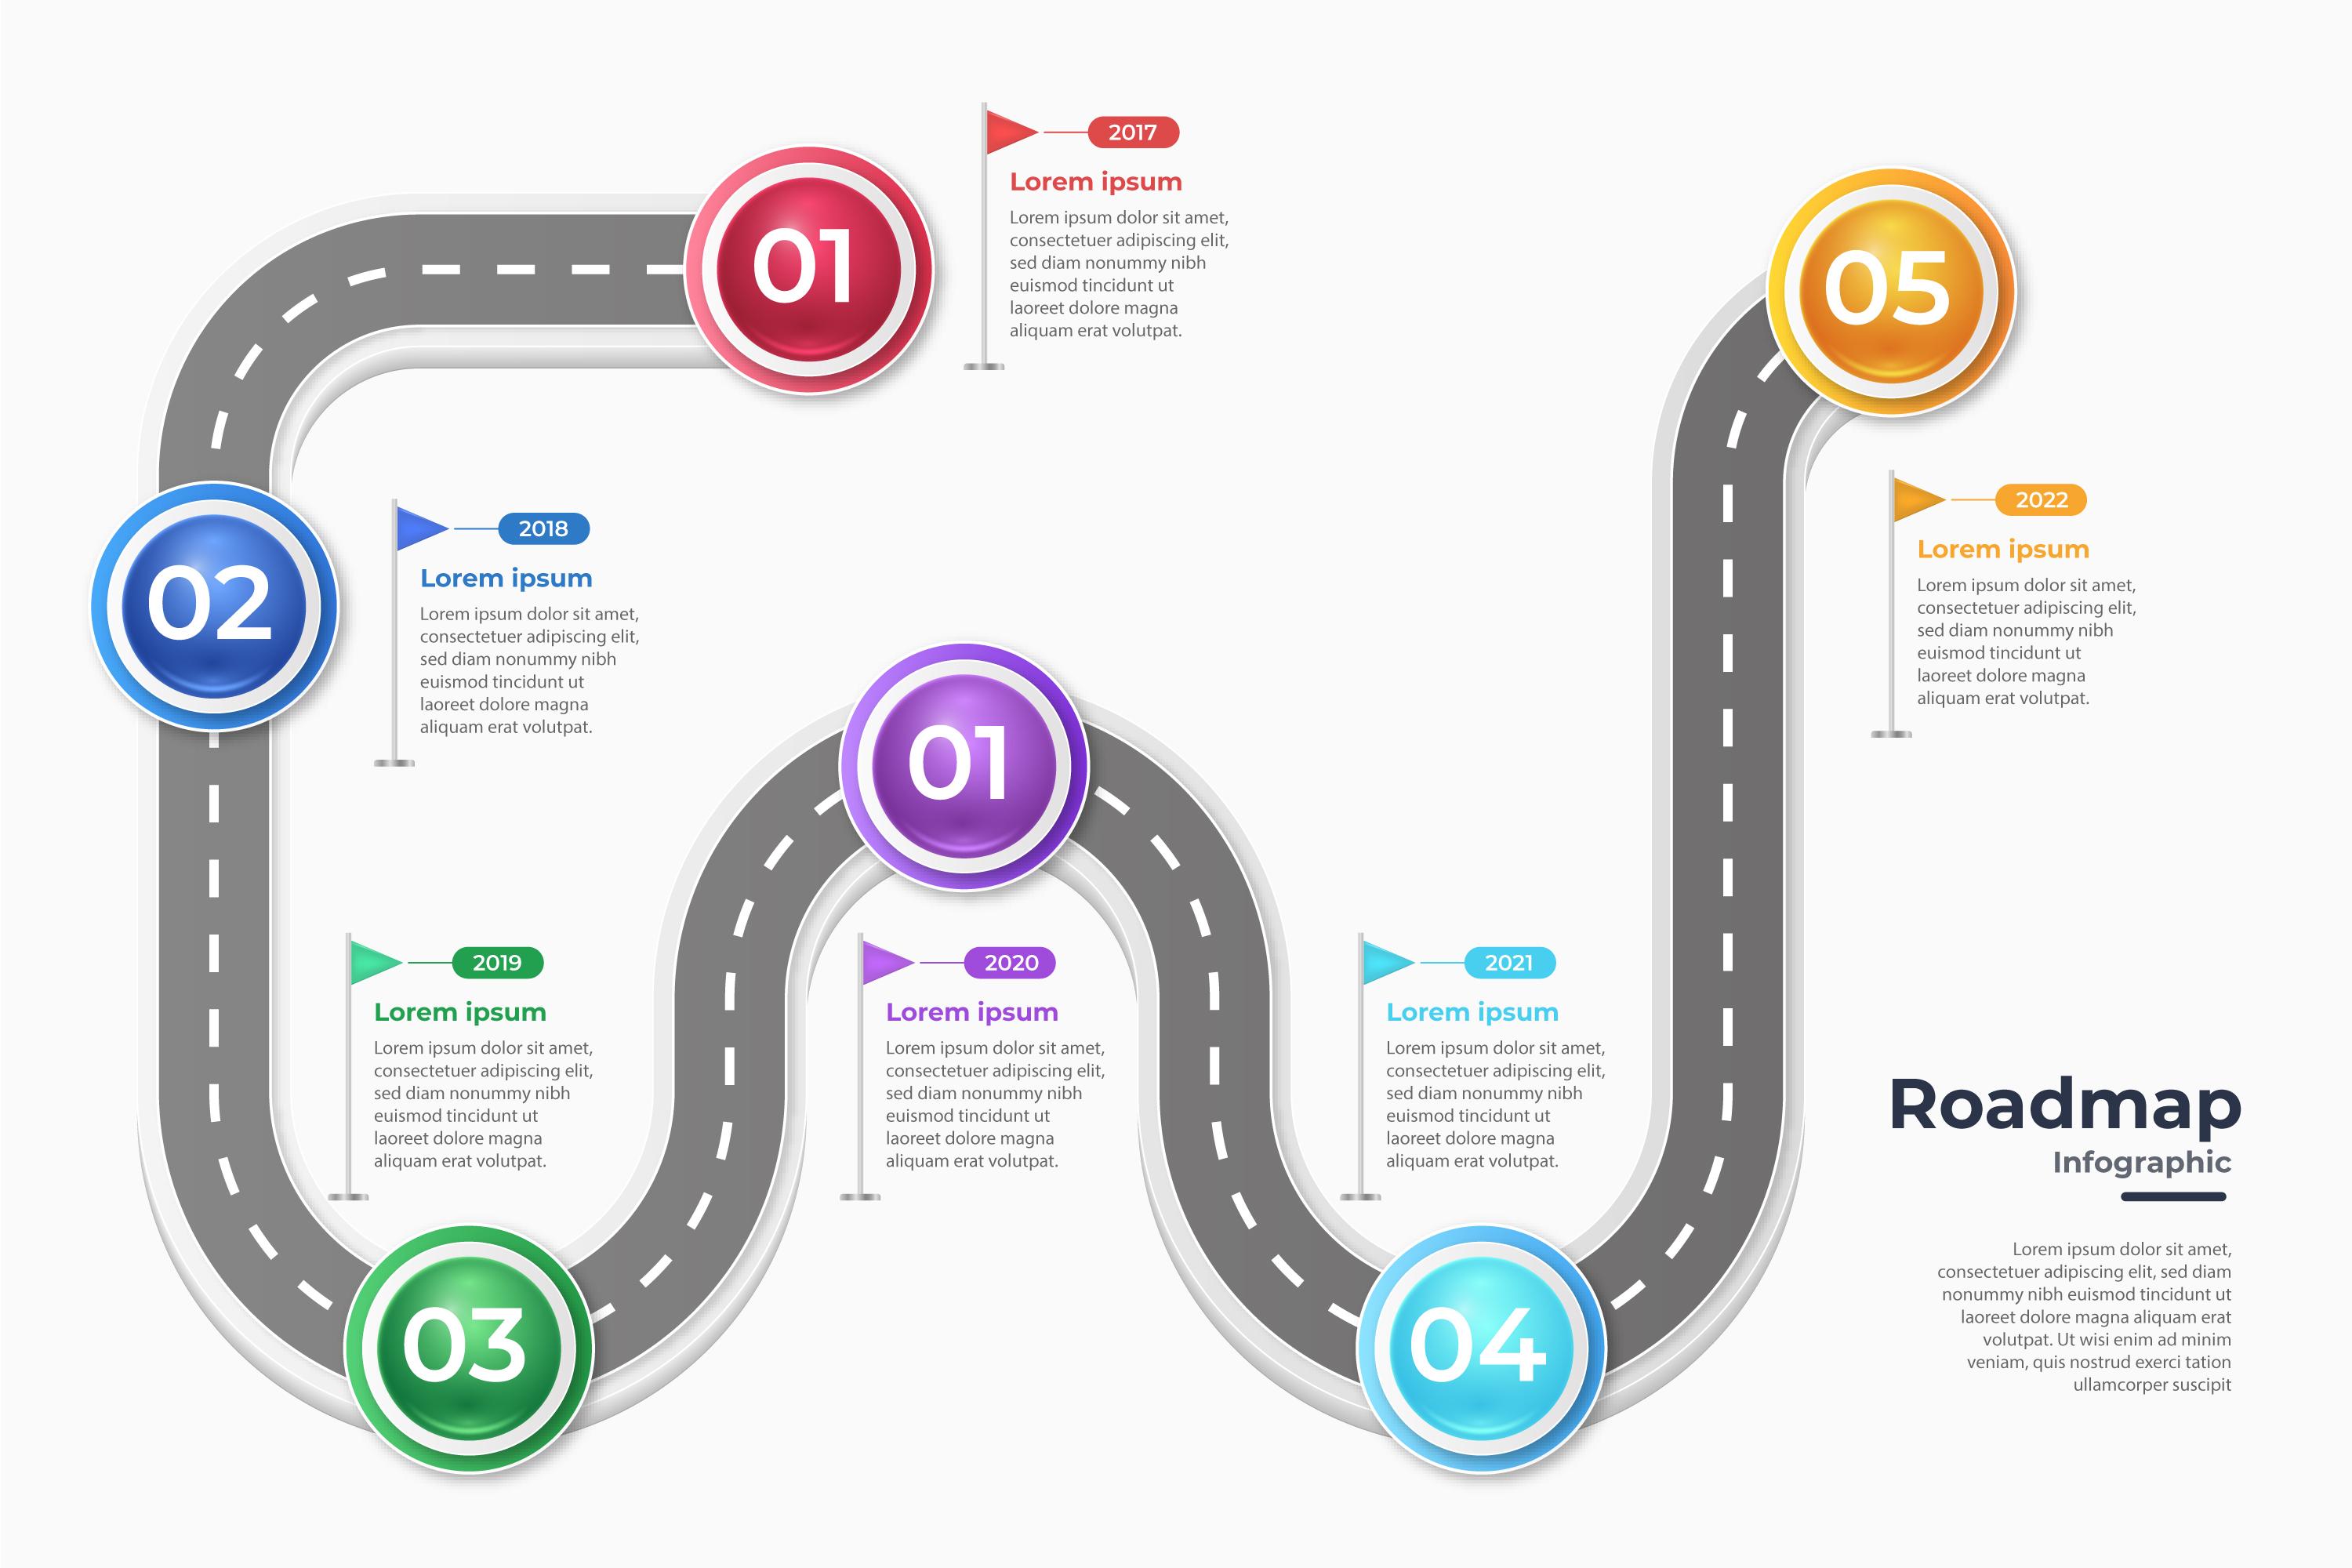 01
2017
Lorem ipsum
Lorem ipsum dolor sit amet,
consectetuer adipiscing elit,
sed diam nonummy nibh
euismod tincidunt ut
laoreet dolore magna
aliquam erat volutpat.
02
2018
Lorem ipsum
Lorem ipsum dolor sit amet,
consectetuer adipiscing elit,
sed diam nonummy nibh
euismod tincidunt ut
laoreet dolore magna
aliquam erat volutpat.
03
2019
Lorem ipsum
Lorem ipsum dolor sit amet,
consectetuer adipiscing elit,
sed diam nonummy nibh
euismod tincidunt ut
laoreet dolore magna
aliquam erat volutpat.
01
2020
Lorem ipsum
Lorem ipsum dolor sit amet,
consectetuer adipiscing elit,
sed diam nonummy nibh
euismod tincidunt ut
laoreet dolore magna
aliquam erat volutpat.
04
2021
Lorem ipsum
Lorem ipsum dolor sit amet,
consectetuer adipiscing elit,
sed diam nonummy nibh
euismod tincidunt ut
laoreet dolore magna
aliquam erat volutpat.
05
2022
Lorem ipsum
Lorem ipsum dolor sit amet,
consectetuer adipiscing elit,
sed diam nonummy nibh
euismod tincidunt ut
laoreet dolore magna
aliquam erat volutpat.
Roadmap
Infographic
Lorem ipsum dolor sit amet,
consectetuer adipiscing elit, sed diam
nonummy nibh euismod tincidunt ut
laoreet dolore magna aliquam erat
volutpat. Ut wisi enim ad minim
veniam, quis nostrud exerci tation
ullamcorper suscipit